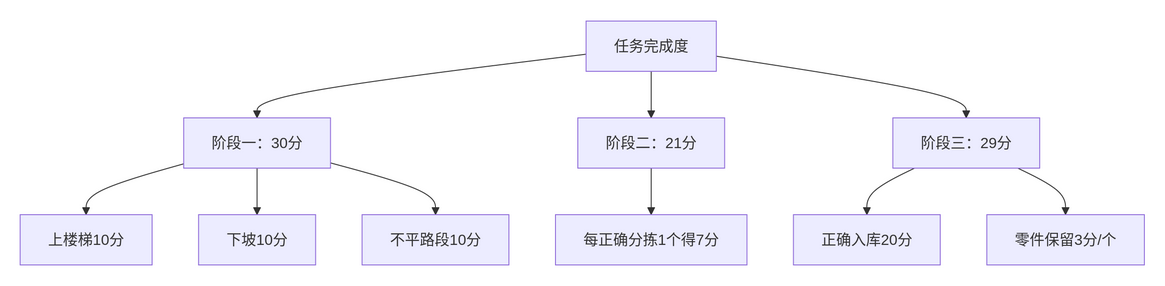 任务完成度
阶段一：30分
阶段二：21分
阶段三：29分
上楼梯10分
下坡10分
不平路段10分
每正确分拣1个得7分
正确入库20分
零件保留3分/个